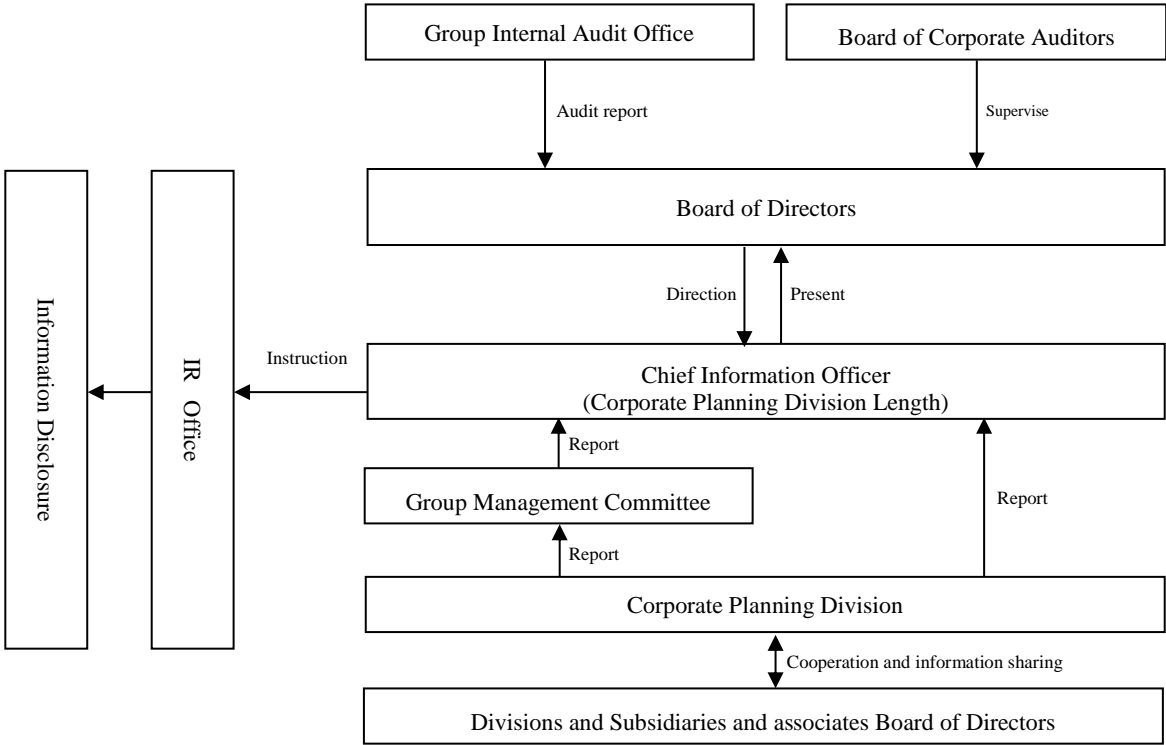 Group Internal Audit Office
Board of Corporate Auditors
Audit report
Supervise
Board of Directors
Direction
Present
Information Disclosure
IR Office
Instruction
Chief Information Officer
(Corporate Planning Division Length)
Report
Group Management Committee
Report
Report
Corporate Planning Division
Cooperation and information sharing
Divisions and Subsidiaries and associates Board of Directors